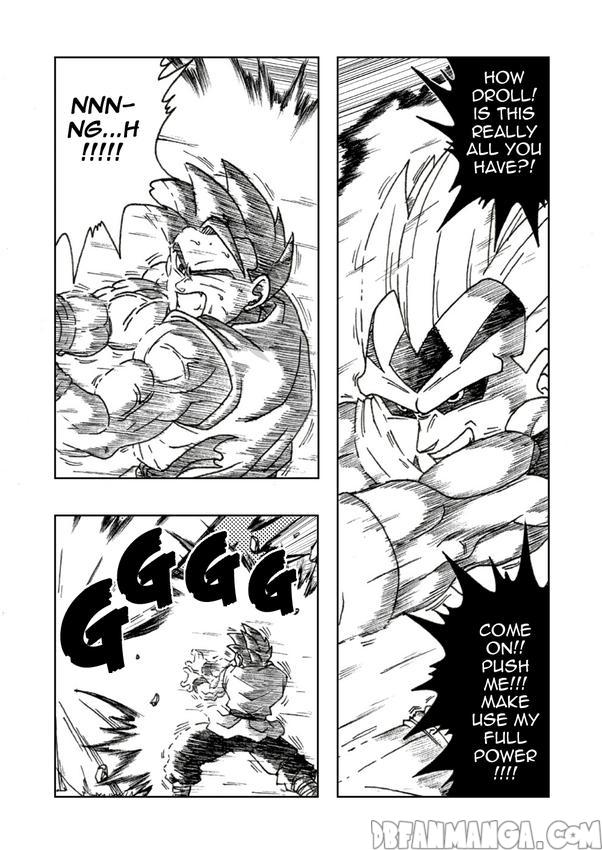 HOW
DROLL!
IS THIS
REALLY
ALL YOU
HAVE?!
COME
ON!!
PUSH
ME!!!
MAKE
USE MY
FULL
POWER
!!!!
NNN-
NG...H
!!!!!
GGGG
DBFANMANGA.COM